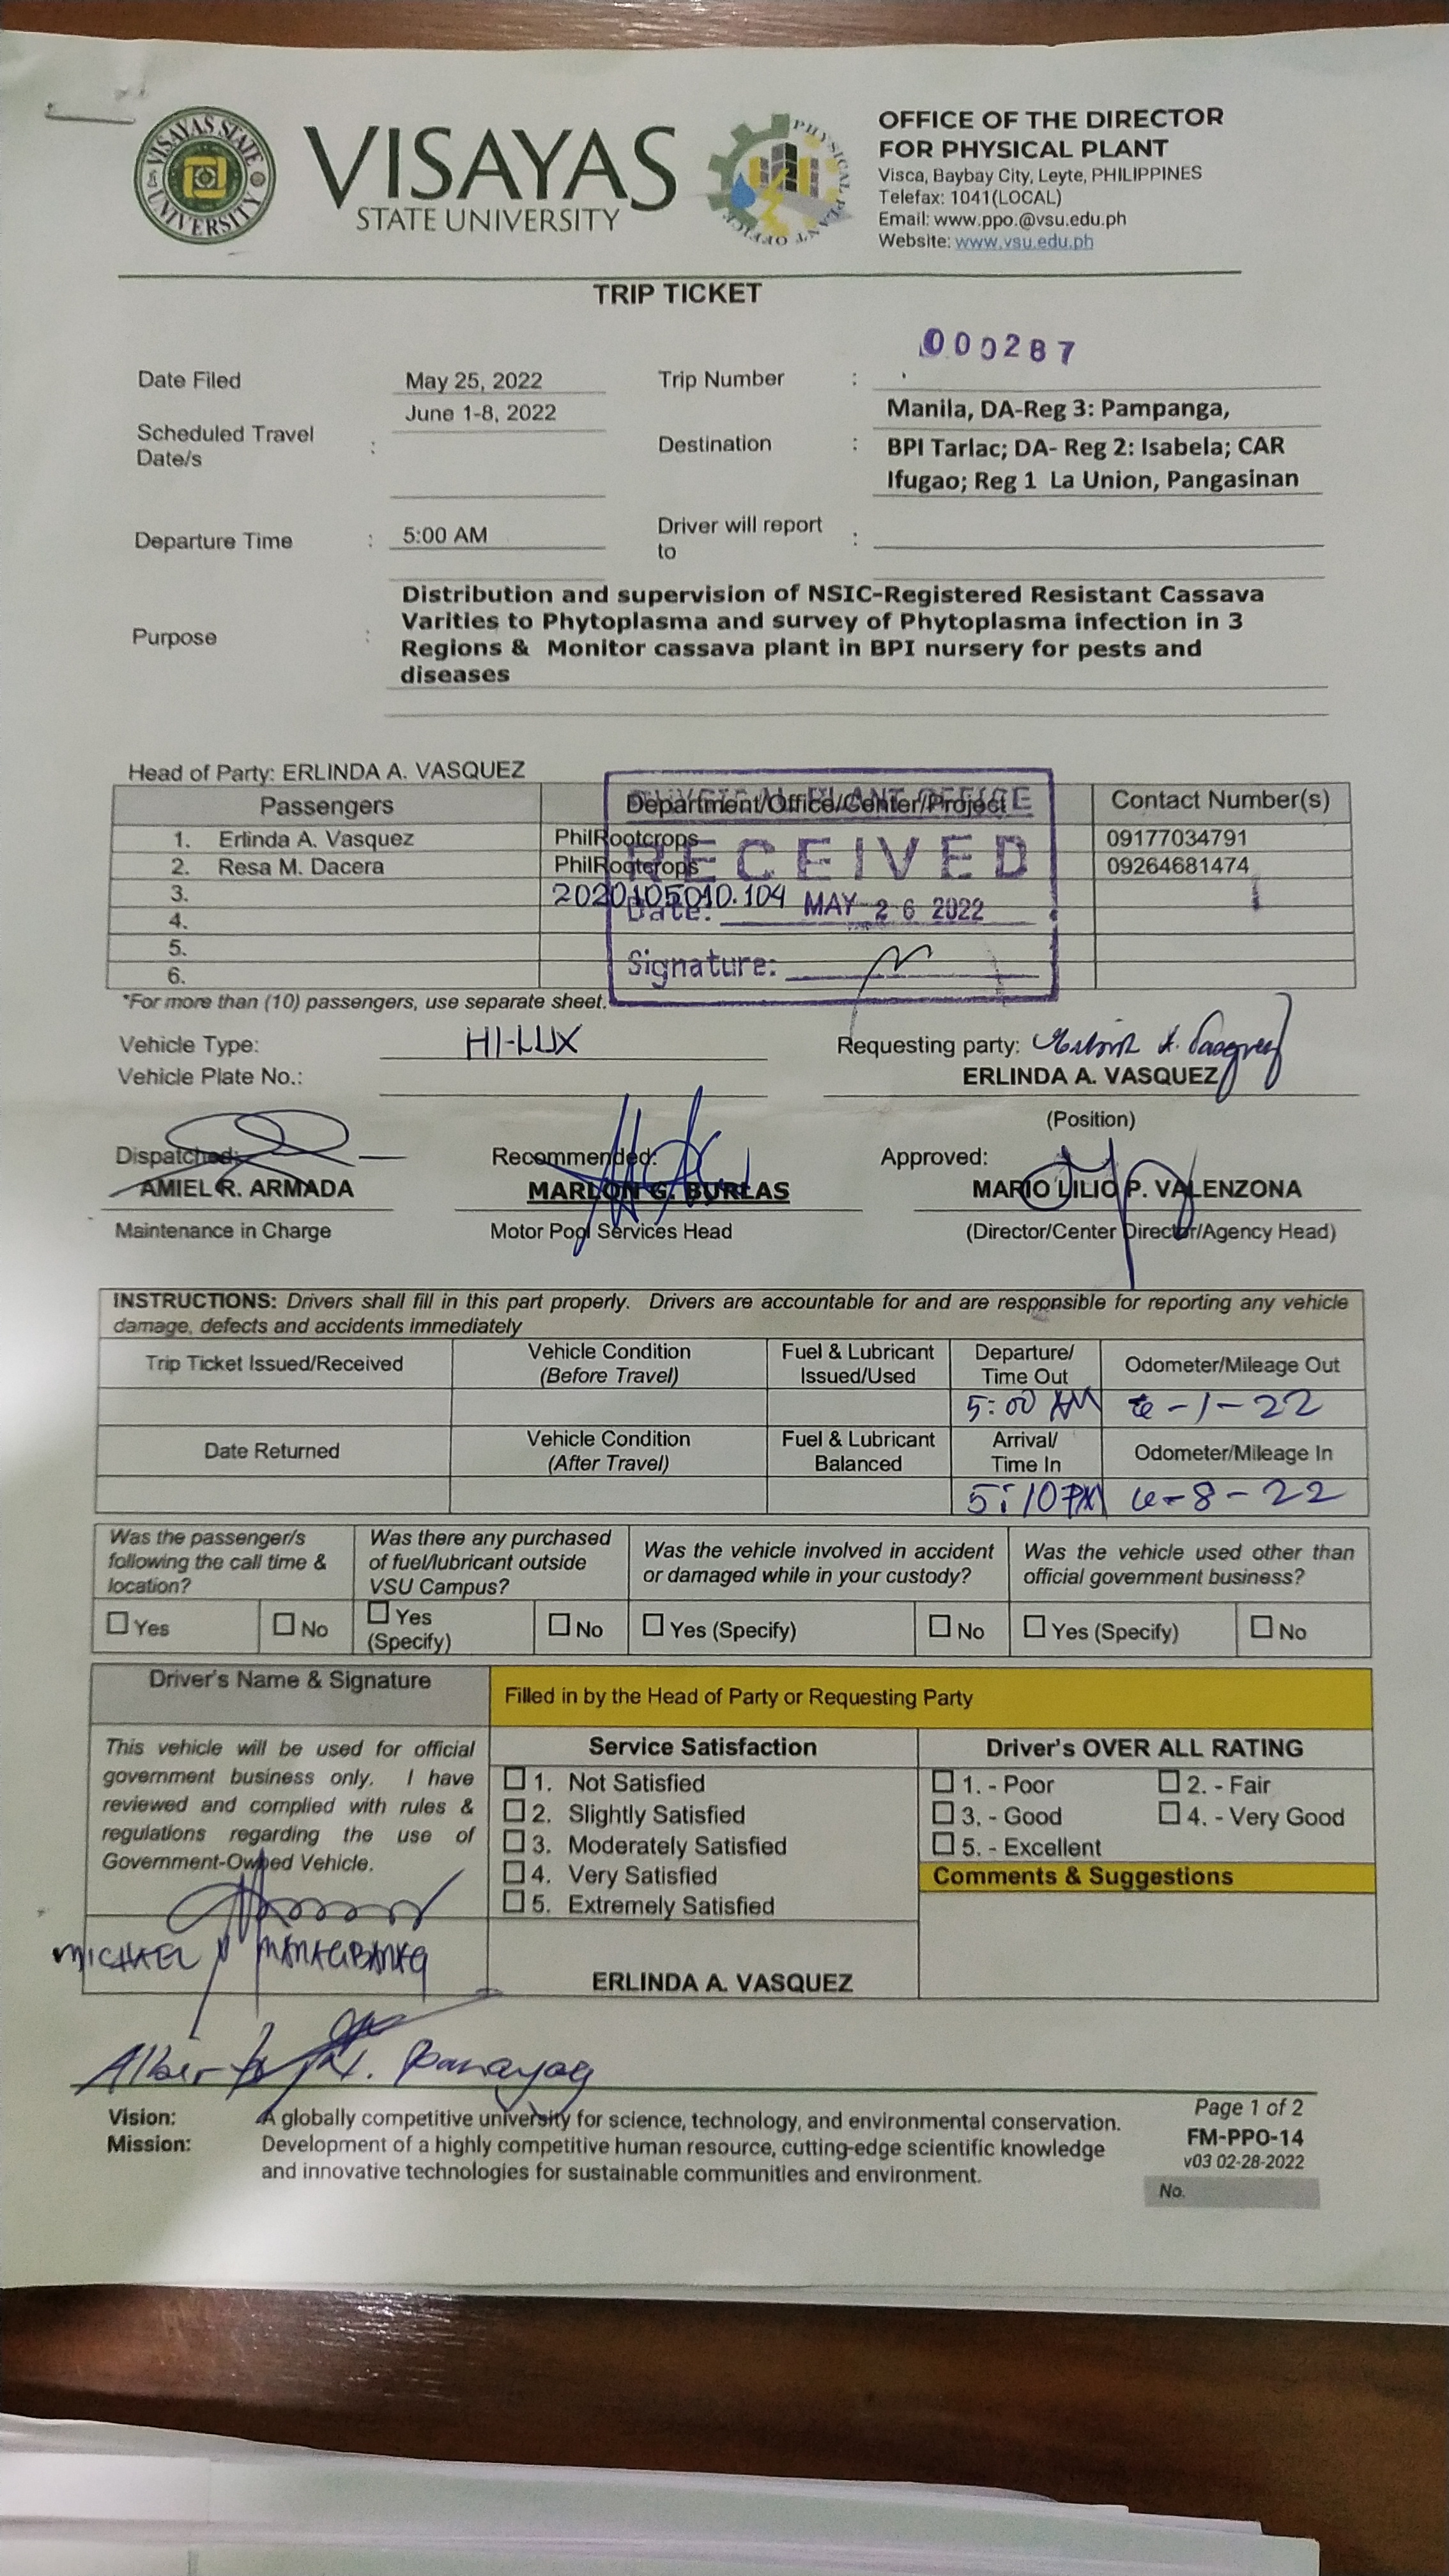 VISAYAS STATE UNIVERSITY
VISAYAS
STATE UNIVERSITY
PHYSICAL PLANT OFFICE
OFFICE OF THE DIRECTOR
FOR PHYSICAL PLANT
Visca, Baybay City, Leyte, PHILIPPINES
Telefax: 1041(LOCAL)
Email: www.ppo.@vsu.edu.ph
Website: www.vsu.edu.ph
TRIP TICKET
000287
Date Filed May 25, 2022 Trip Number :
Scheduled Travel Date/s : June 1-8, 2022
Destination : Manila, DA-Reg 3: Pampanga,
BPI Tarlac; DA- Reg 2: Isabela; CAR
Ifugao; Reg 1 La Union, Pangasinan
Departure Time : 5:00 AM Driver will report to :
Purpose : Distribution and supervision of NSIC-Registered Resistant Cassava
Varities to Phytoplasma and survey of Phytoplasma infection in 3
Regions & Monitor cassava plant in BPI nursery for pests and
diseases
Head of Party: ERLINDA A. VASQUEZ
Passengers Department/Office/Center/Project Contact Number(s)
1. Erlinda A. Vasquez PhilRootcrops 09177034791
2. Resa M. Dacera PhilRootcrops 09264681474
3. 2020105010.104
4.
5.
6.
PHYSICAL PLANT OFFICE
RECEIVED
Date: MAY 26 2022
Signature:
*For more than (10) passengers, use separate sheet.
Vehicle Type: HI-LUX Requesting party:
Vehicle Plate No.: ERLINDA A. VASQUEZ
(Position)
Dispatched: Recommended: Approved:
AMIEL R. ARMADA MARLON G. BURLAS MARIO LILIO P. VALENZONA
Maintenance in Charge Motor Pool Services Head (Director/Center Director/Agency Head)
INSTRUCTIONS: Drivers shall fill in this part properly. Drivers are accountable for and are responsible for reporting any vehicle
damage, defects and accidents immediately
Trip Ticket Issued/Received Vehicle Condition (Before Travel) Fuel & Lubricant Issued/Used Departure/ Time Out Odometer/Mileage Out
5:00 AM 6-1-22
Date Returned Vehicle Condition (After Travel) Fuel & Lubricant Balanced Arrival/ Time In Odometer/Mileage In
5:10 PM 6-8-22
Was the passenger/s following the call time & location? Was there any purchased of fuel/lubricant outside VSU Campus? Was the vehicle involved in accident or damaged while in your custody? Was the vehicle used other than official government business?
Yes No Yes (Specify) No Yes (Specify) No Yes (Specify) No
Driver's Name & Signature Filled in by the Head of Party or Requesting Party
This vehicle will be used for official
government business only. I have
reviewed and complied with rules &
regulations regarding the use of
Government-Owned Vehicle.
Service Satisfaction
1. Not Satisfied
2. Slightly Satisfied
3. Moderately Satisfied
4. Very Satisfied
5. Extremely Satisfied
Driver's OVER ALL RATING
1. - Poor 2. - Fair
3. - Good 4. - Very Good
5. - Excellent
Comments & Suggestions
MICHAEL
ERLINDA A. VASQUEZ
Vision: A globally competitive university for science, technology, and environmental conservation.
Mission: Development of a highly competitive human resource, cutting-edge scientific knowledge
and innovative technologies for sustainable communities and environment.
Page 1 of 2
FM-PPO-14
v03 02-28-2022
No.